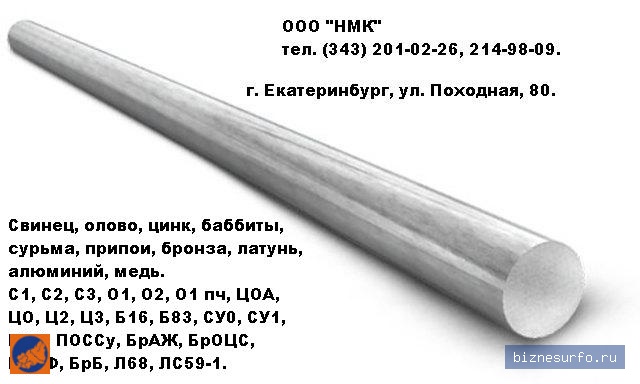 ООО "НМК"
тел. (343) 201-02-26, 214-98-09.
г. Екатеринбург, ул. Походная, 80.
Свинец, олово, цинк, баббиты,
сурьма, припои, бронза, латунь,
алюминий, медь.
С1, С2, С3, О1, О2, О1 пч, ЦОА,
ЦО, Ц2, Ц3, Б16, Б83, СУ0, СУ1,
ПОССу, БрАЖ, БрОЦС,
БрБ, Л68, ЛС59-1.
biznesurfo.ru